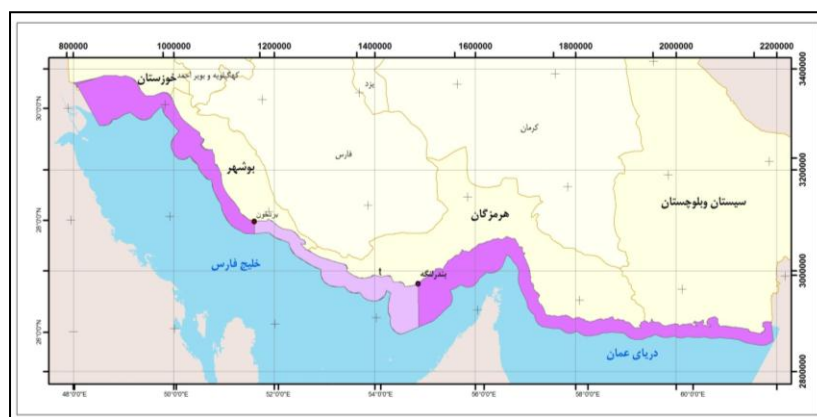 800000 1000000 1200000 1400000 1600000 1800000 2000000 2200000
3400000
3200000
3000000
2800000
30°0'0"N
28°0'0"N
26°0'0"N
خوزستان
کهگیلویه و بویر احمد
یزد
کرمان
فارس
بوشهر
هرمزگان
سیستان وبلوچستان
بندرلنگه
خلیج فارس
دریای عمان
48°0'0"E 50°0'0"E 52°0'0"E 54°0'0"E 56°0'0"E 58°0'0"E 60°0'0"E